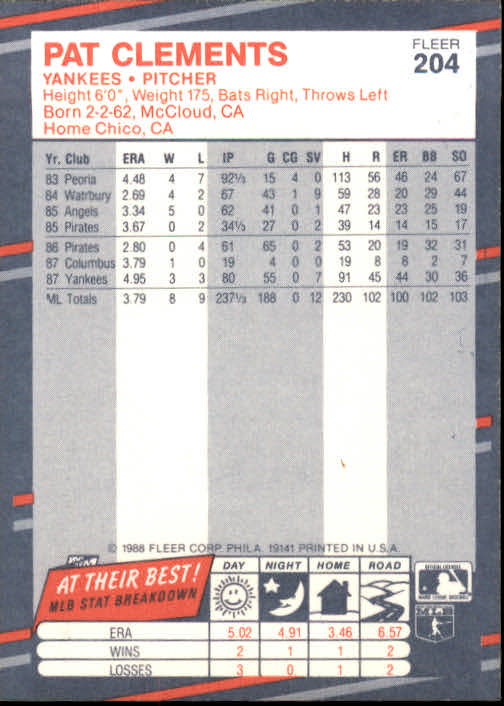 PAT CLEMENTS
FLEER
204
YANKEES • PITCHER
Height 6'0", Weight 175, Bats Right, Throws Left
Born 2-2-62, McCloud, CA
Home Chico, CA
Yr. Club ERA W L IP G CG SV H R ER BB SO
83 Peoria 4.48 4 7 92⅓ 15 4 0 113 56 46 24 67
84 Watrbury 2.69 4 2 67 43 1 9 59 28 20 29 44
85 Angels 3.34 5 0 62 41 0 1 47 23 23 25 19
85 Pirates 3.67 0 2 34⅓ 27 0 2 39 14 14 15 17
86 Pirates 2.80 0 4 61 65 0 2 53 20 19 32 31
87 Columbus 3.79 1 0 19 4 0 0 19 8 8 2 7
87 Yankees 4.95 3 3 80 55 0 7 91 45 44 30 36
ML Totals 3.79 8 9 237⅓ 188 0 12 230 102 100 102 103
© 1988 FLEER CORP. PHILA. 19141 PRINTED IN U.S.A.
AT THEIR BEST!
MLB STAT BREAKDOWN
DAY NIGHT HOME ROAD
ERA 5.02 4.91 3.46 6.57
WINS 2 1 1 2
LOSSES 3 0 1 2